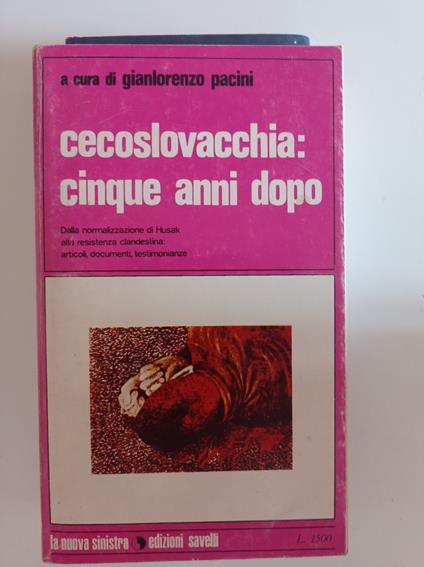 a cura di gianlorenzo pacini
cecoslovacchia:
cinque anni dopo
Dalla normalizzazione di Husak
alla resistenza clandestina:
articoli, documenti, testimonianze
la nuova sinistra edizioni savelli
L. 1500